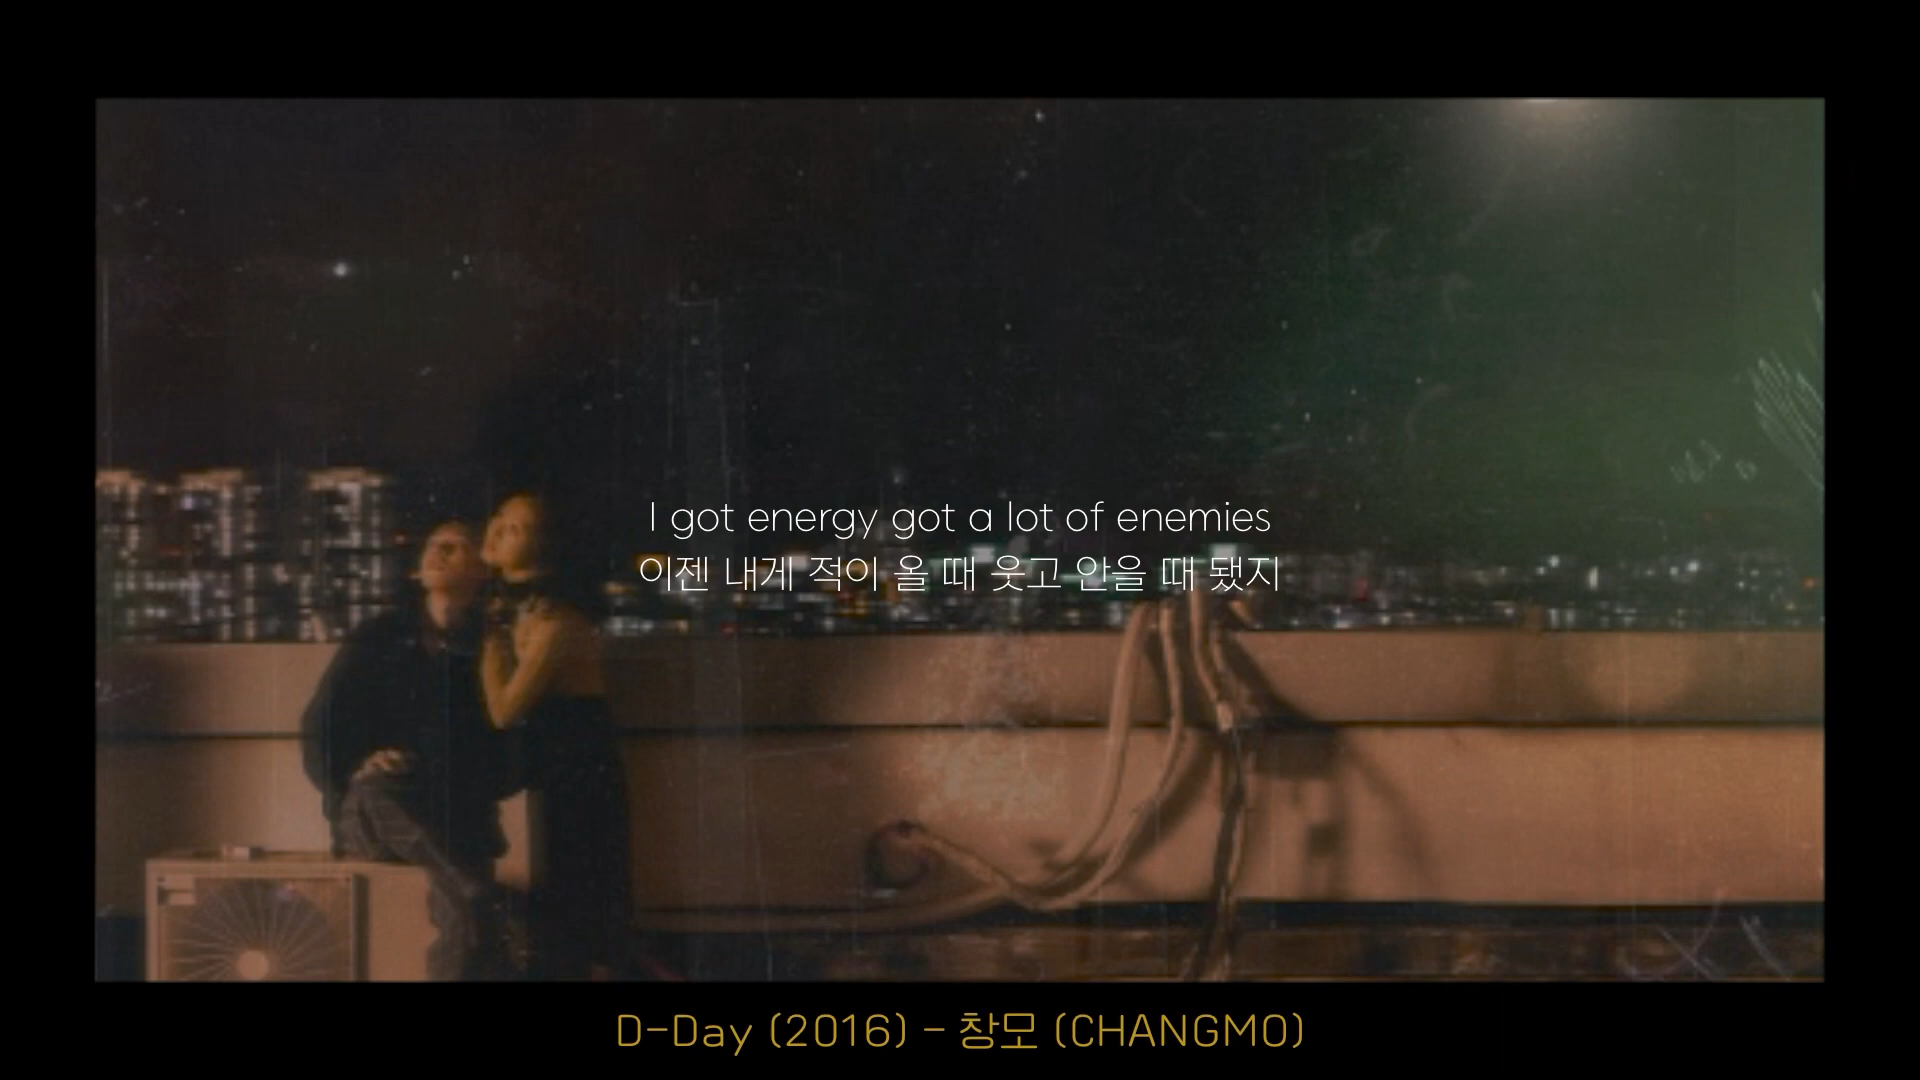 I got energy got a lot of enemies
이젠 내게 적이 올 때 웃고 안을 때 됐지
D-Day (2016) - 창모 (CHANGMO)